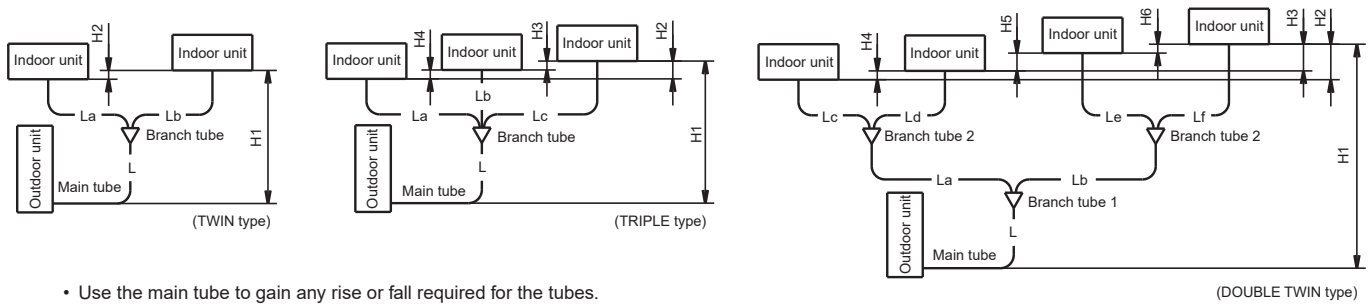 H2
Indoor unit
Indoor unit
La
Lb
Branch tube
H1
L
Outdoor unit
Main tube
(TWIN type)
H4
H3
H2
Indoor unit
Indoor unit
Indoor unit
Lb
La
Lc
Branch tube
H1
L
Outdoor unit
Main tube
(TRIPLE type)
H4
H5
H6
H3
H2
Indoor unit
Indoor unit
Indoor unit
Indoor unit
Lc
Ld
Le
Lf
Branch tube 2
Branch tube 2
H1
La
Lb
Branch tube 1
L
Outdoor unit
Main tube
(DOUBLE TWIN type)
• Use the main tube to gain any rise or fall required for the tubes.